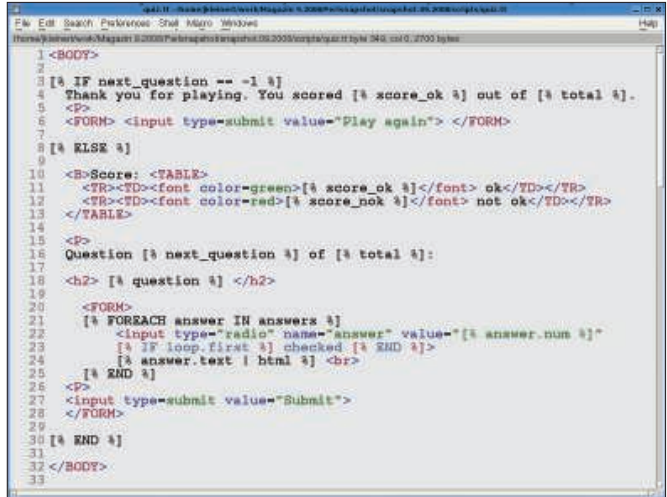 File Edit Search Preferences Shell Macro Windows Help
1 <BODY>
2
3 [% IF next_question == -1 %]
4 Thank you for playing. You scored [% score_ok %] out of [% total %].
5 <P>
6 <FORM> <input type=submit value="Play again"> </FORM>
7
8 [% ELSE %]
9
10 <B>Score: <TABLE>
11 <TR><TD><font color=green>[% score_ok %]</font> ok</TD></TR>
12 <TR><TD><font color=red>[% score_nok %]</font> not ok</TD></TR>
13 </TABLE>
14
15 <P>
16 Question [% next_question %] of [% total %]:
17
18 <h2> [% question %] </h2>
19
20 <FORM>
21 [% FOREACH answer IN answers %]
22 <input type="radio" name="answer" value="[% answer.num %]"
23 [% IF loop.first %] checked [% END %]>
24 [% answer.text | html %] <br>
25 [% END %]
26 <P>
27 <input type=submit value="Submit">
28 </FORM>
29
30 [% END %]
31
32 </BODY>
33